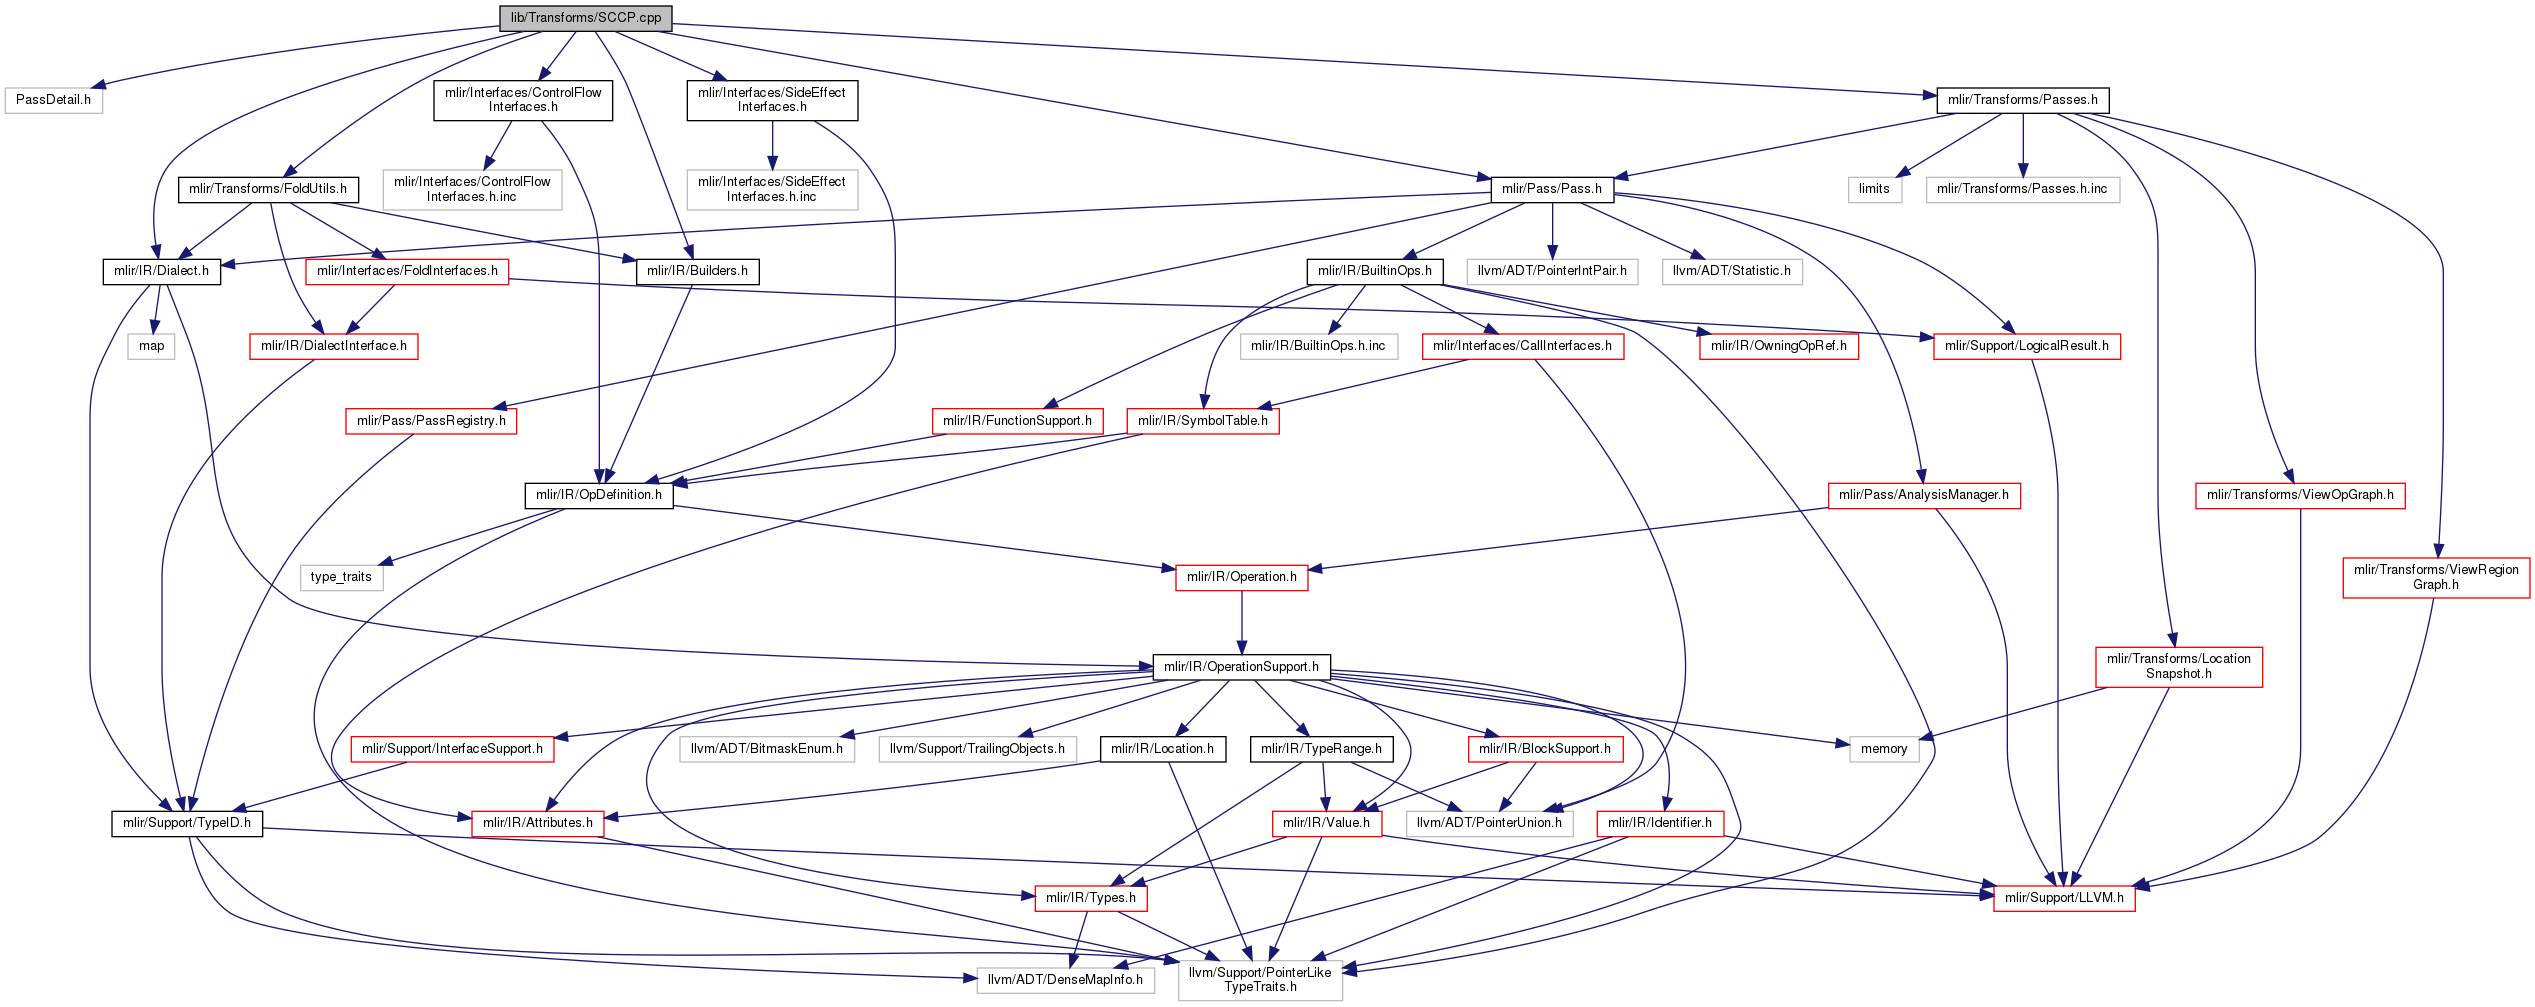 lib/Transforms/SCCP.cpp
PassDetail.h
mlir/Interfaces/ControlFlow
Interfaces.h
mlir/Interfaces/SideEffect
Interfaces.h
mlir/Transforms/Passes.h
mlir/Transforms/FoldUtils.h
mlir/Interfaces/ControlFlow
Interfaces.h.inc
mlir/Interfaces/SideEffect
Interfaces.h.inc
mlir/Pass/Pass.h
limits
mlir/Transforms/Passes.h.inc
mlir/IR/Dialect.h
mlir/Interfaces/FoldInterfaces.h
mlir/IR/Builders.h
mlir/IR/BuiltinOps.h
llvm/ADT/PointerIntPair.h
llvm/ADT/Statistic.h
map
mlir/IR/DialectInterface.h
mlir/IR/BuiltinOps.h.inc
mlir/Interfaces/CallInterfaces.h
mlir/IR/OwningOpRef.h
mlir/Support/LogicalResult.h
mlir/Pass/PassRegistry.h
mlir/IR/FunctionSupport.h
mlir/IR/SymbolTable.h
mlir/IR/OpDefinition.h
mlir/Pass/AnalysisManager.h
mlir/Transforms/ViewOpGraph.h
type_traits
mlir/IR/Operation.h
mlir/Transforms/ViewRegion
Graph.h
mlir/IR/OperationSupport.h
mlir/Transforms/Location
Snapshot.h
mlir/Support/InterfaceSupport.h
llvm/ADT/BitmaskEnum.h
llvm/Support/TrailingObjects.h
mlir/IR/Location.h
mlir/IR/TypeRange.h
mlir/IR/BlockSupport.h
memory
mlir/Support/TypeID.h
mlir/IR/Attributes.h
mlir/IR/Value.h
llvm/ADT/PointerUnion.h
mlir/IR/Identifier.h
mlir/IR/Types.h
mlir/Support/LLVM.h
llvm/ADT/DenseMapInfo.h
llvm/Support/PointerLike
TypeTraits.h